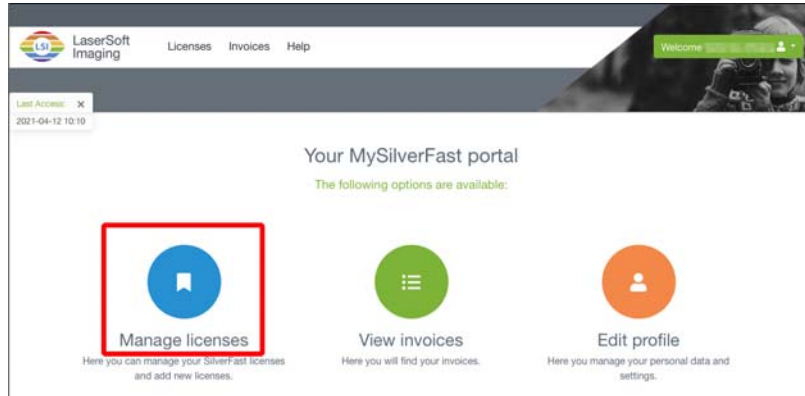 LSI
LaserSoft
Imaging
Licenses Invoices Help
Welcome
Last Access: X
2021-04-12 10:10
Your MySilverFast portal
The following options are available:
Manage licenses
Here you can manage your SilverFast licenses
and add new licenses.
View invoices
Here you will find your invoices.
Edit profile
Here you manage your personal data and
settings.